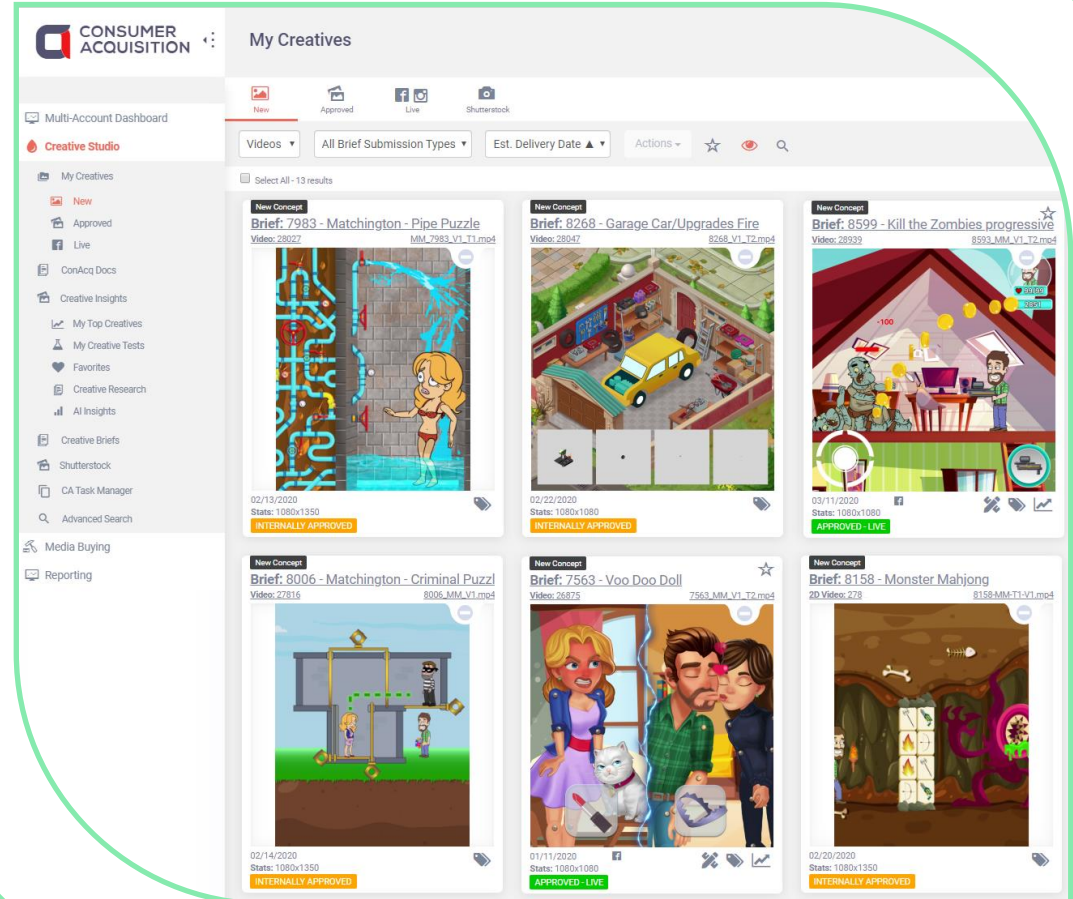 CONSUMER
ACQUISITION
My Creatives
New
Approved
Live
Shutterstock
Multi-Account Dashboard
Creative Studio
My Creatives
New
Approved
Live
ConAcq Docs
Creative Insights
My Top Creatives
My Creative Tests
Favorites
Creative Research
AI Insights
Creative Briefs
Shutterstock
CA Task Manager
Advanced Search
Media Buying
Reporting
Videos
All Brief Submission Types
Est. Delivery Date ▲
Actions
Select All - 13 results
New Concept
Brief: 7983 - Matchington - Pipe Puzzle
Video: 28027 MM_7983_V1_T1.mp4
02/13/2020
Stats: 1080x1350
INTERNALLY APPROVED
New Concept
Brief: 8268 - Garage Car/Upgrades Fire
Video: 28047 8268_V1_T2.mp4
02/22/2020
Stats: 1080x1080
INTERNALLY APPROVED
New Concept
Brief: 8599 - Kill the Zombies progressive
Video: 28939 8593_MM_V1_T2.mp4
-100
03/11/2020
Stats: 1080x1080
APPROVED - LIVE
New Concept
Brief: 8006 - Matchington - Criminal Puzzl
Video: 27816 8006_MM_V1.mp4
02/14/2020
Stats: 1080x1350
INTERNALLY APPROVED
New Concept
Brief: 7563 - Voo Doo Doll
Video: 26875 7563_MM_V1_T2.mp4
01/11/2020
Stats: 1080x1080
APPROVED - LIVE
New Concept
Brief: 8158 - Monster Mahjong
2D Video: 278 8158-MM-T1-V1.mp4
02/20/2020
Stats: 1080x1350
INTERNALLY APPROVED